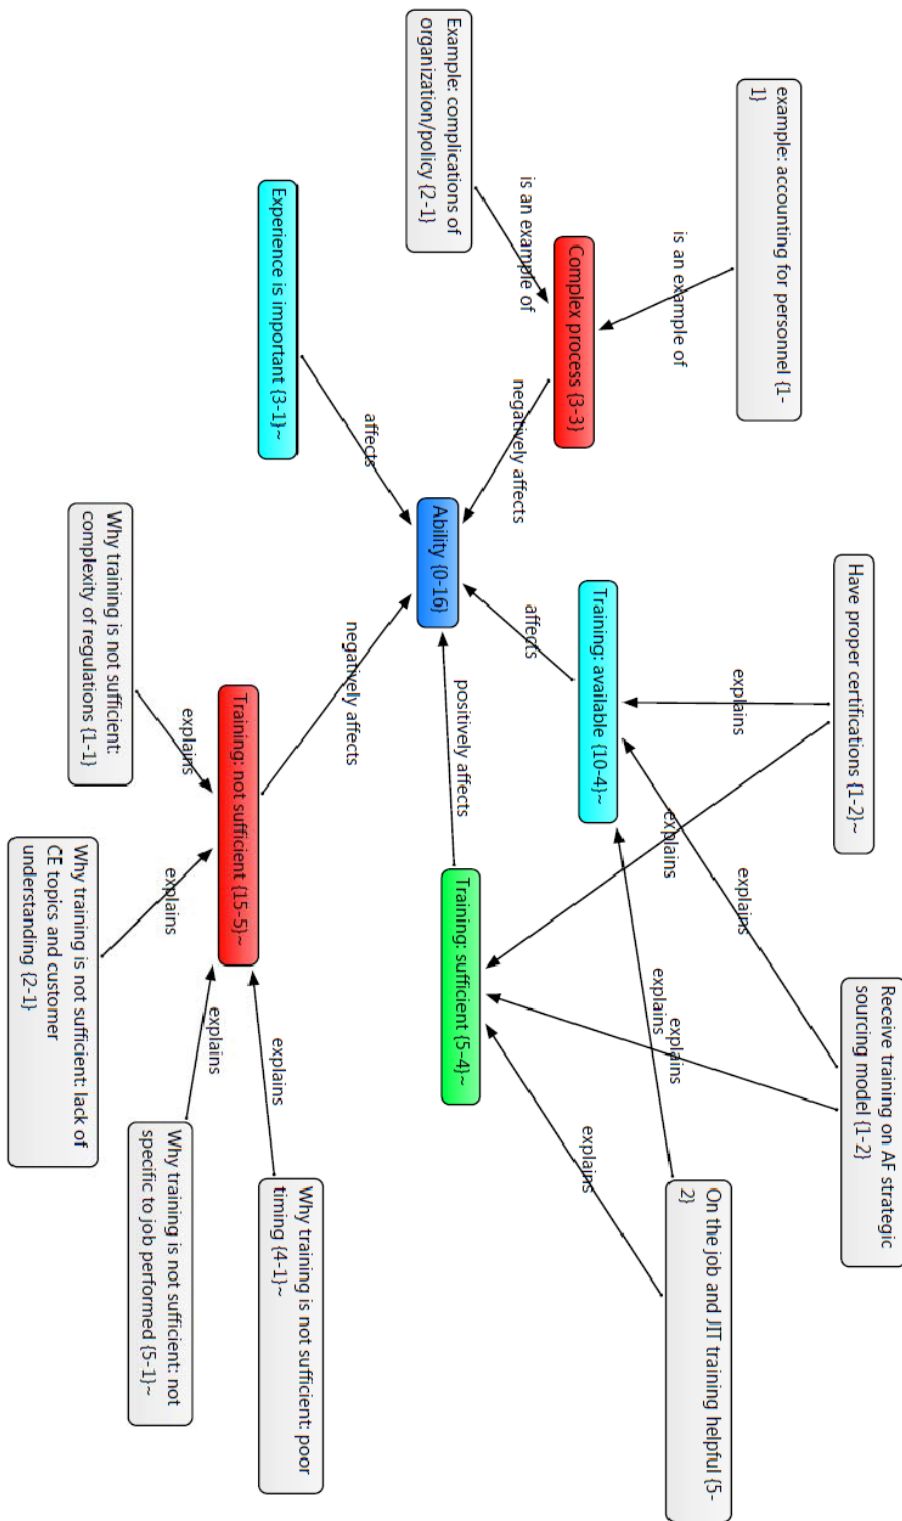 example: accounting for personnel {1-
1}
Have proper certifications {1-2}~
Receive training on AF strategic
sourcing model {1-2}
is an example of
explains
explains
On the job and JIT training helpful {5-
2}
explains
explains
explains
Complex process {3-3}
Training: available {10-4}~
explains
is an example of
negatively affects
affects
Example: complications of
organization/policy {2-1}
Ability {0-16}
positively affects
Training: sufficient {5-4}~
affects
negatively affects
Experience is important {3-1}~
explains
Why training is not sufficient: poor
timing {4-1}~
Training: not sufficient {15-5}~
explains
explains
explains
Why training is not sufficient: not
specific to job performed {5-1}~
Why training is not sufficient:
complexity of regulations {1-1}
Why training is not sufficient: lack of
CE topics and customer
understanding {2-1}